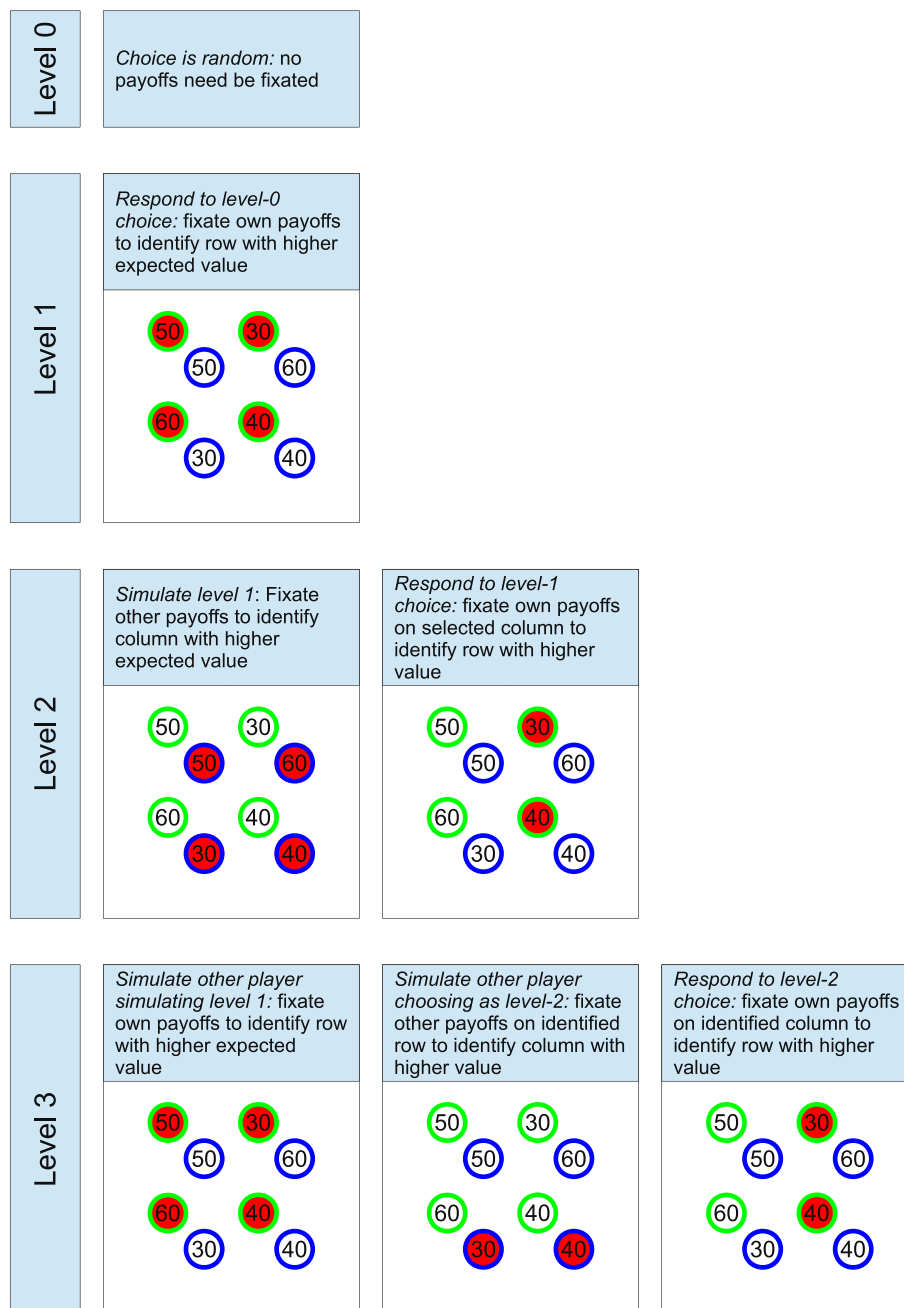 Level 0
Choice is random: no
payoffs need be fixated
Level 1
Respond to level-0
choice: fixate own payoffs
to identify row with higher
expected value
50 30
50 60
60 40
30 40
Level 2
Simulate level 1: Fixate
other payoffs to identify
column with higher
expected value
50 30
50 60
60 40
30 40
Respond to level-1
choice: fixate own payoffs
on selected column to
identify row with higher
value
50 30
50 60
60 40
30 40
Level 3
Simulate other player
simulating level 1: fixate
own payoffs to identify row
with higher expected
value
50 30
50 60
60 40
30 40
Simulate other player
choosing as level-2: fixate
other payoffs on identified
row to identify column with
higher value
50 30
50 60
60 40
30 40
Respond to level-2
choice: fixate own payoffs
on identified column to
identify row with higher
value
50 30
50 60
60 40
30 40